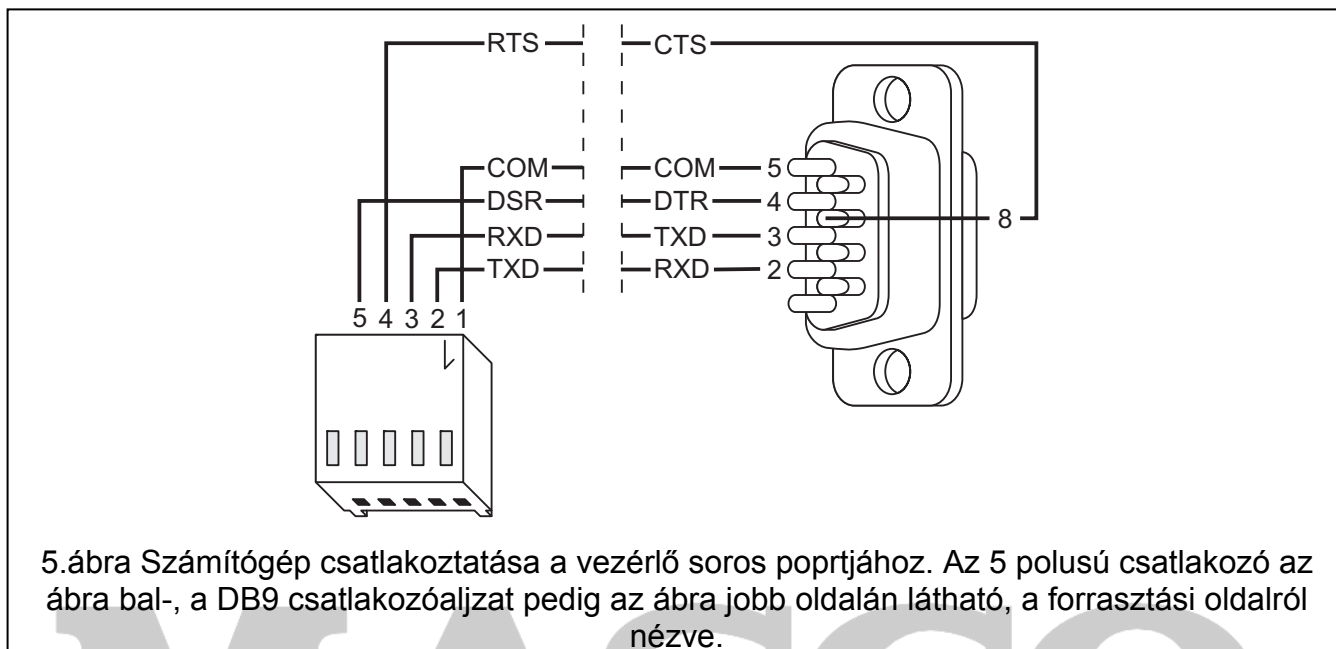 RTS CTS
COM COM 5
DSR DTR 4
8
RXD TXD 3
TXD RXD 2
5 4 3 2 1
5.ábra Számítógép csatlakoztatása a vezérlő soros poprtjához. Az 5 polusú csatlakozó az
ábra bal-, a DB9 csatlakozóaljzat pedig az ábra jobb oldalán látható, a forrasztási oldalról
nézve.